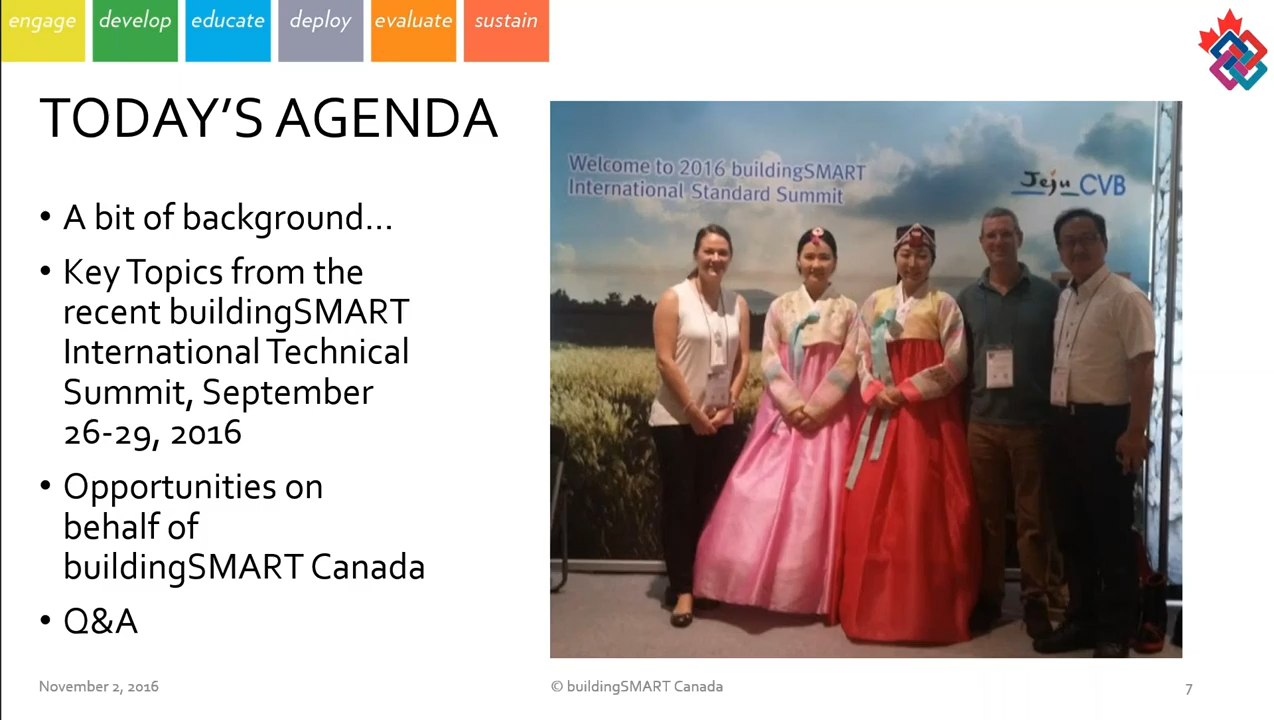 engage develop educate deploy evaluate sustain
TODAY’S AGENDA
• A bit of background…
• Key Topics from the
recent buildingSMART
International Technical
Summit, September
26-29, 2016
• Opportunities on
behalf of
buildingSMART Canada
• Q&A
Welcome to 2016 buildingSMART
International Standard Summit
Jeju CVB
November 2, 2016
© buildingSMART Canada
7